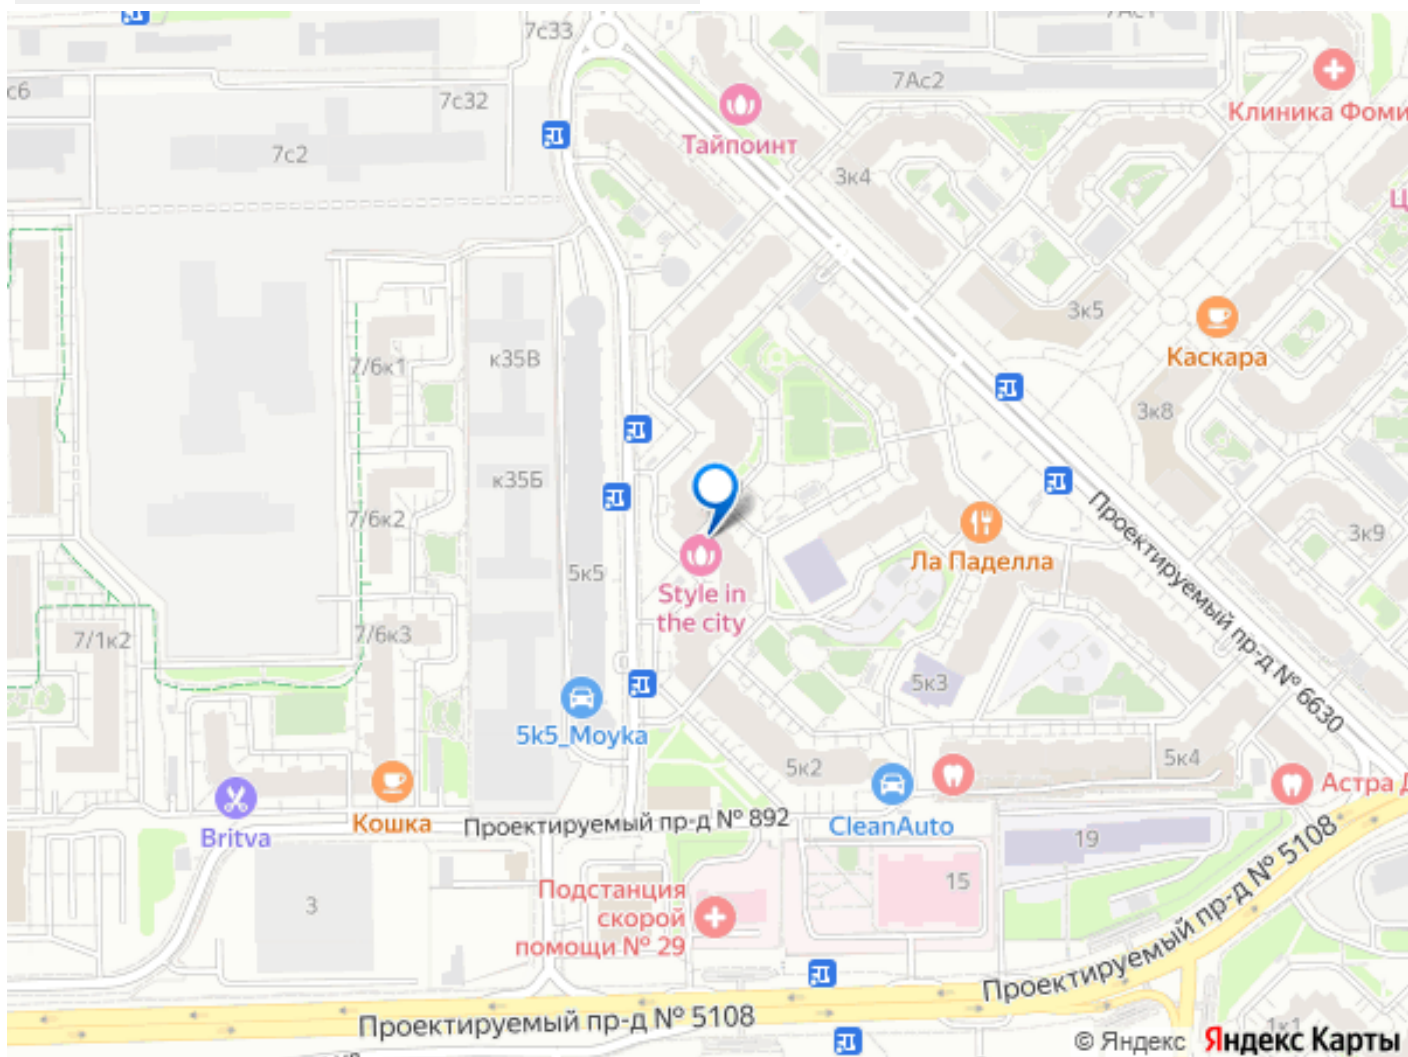 7с33
7Ас1
7Ас2
с6
7с32
Клиника Фоми
Тайпоинт
7с2
3к4
Ц
3к5
к35В
7/6к1
Каскара
3к8
к35Б
7/6к2
Проектируемый пр-д № 6630
3к9
Ла Паделла
5к5
Style in
the city
7/1к2
7/6к3
5к3
5k5_Moyka
5к2
5к4
Астра Д
Britva
Кошка
Проектируемый пр-д № 892
CleanAuto
19
15
3
Подстанция
скорой
помощи № 29
Проектируемый пр-д № 5108
Проектируемый пр-д № 5108
1к1
© Яндекс Яндекс Карты